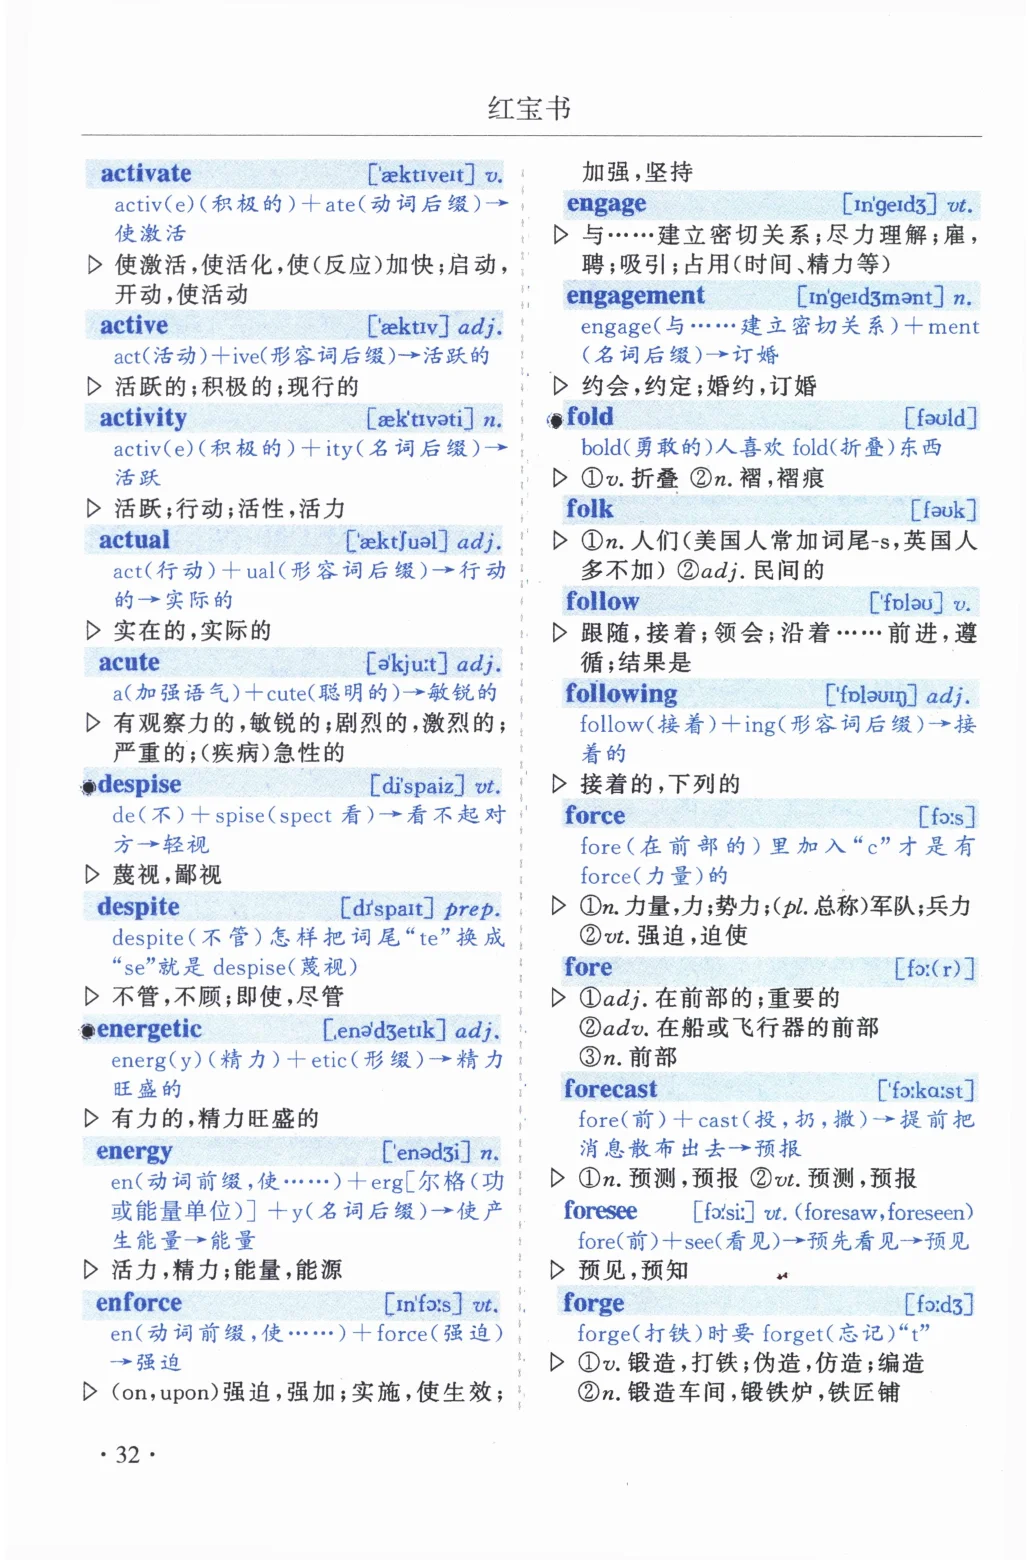 红宝书
activate ['æktɪveɪt] v.
activ(e)(积极的)+ate(动词后缀)→
使激活
▷ 使激活,使活化,使(反应)加快;启动,
开动,使活动
active ['æktɪv] adj.
act(活动)+ive(形容词后缀)→活跃的
▷ 活跃的;积极的;现行的
activity [æk'tɪvəti] n.
activ(e)(积极的)+ity(名词后缀)→
活跃
▷ 活跃;行动;活性,活力
actual ['æktʃuəl] adj.
act(行动)+ual(形容词后缀)→行动
的→实际的
▷ 实在的,实际的
acute [ə'kjuːt] adj.
a(加强语气)+cute(聪明的)→敏锐的
▷ 有观察力的,敏锐的;剧烈的,激烈的;
严重的;(疾病)急性的
despise [dɪ'spaiz] vt.
de(不)+spise(spect 看)→看不起对
方→轻视
▷ 蔑视,鄙视
despite [dɪ'spaɪt] prep.
despite(不管)怎样把词尾“te”换成
“se”就是 despise(蔑视)
▷ 不管,不顾;即使,尽管
energetic [ˌenə'dʒetɪk] adj.
energ(y)(精力)+etic(形缀)→精力
旺盛的
▷ 有力的,精力旺盛的
energy ['enədʒi] n.
en(动词前缀,使……)+erg[尔格(功
或能量单位)]+y(名词后缀)→使产
生能量→能量
▷ 活力,精力;能量,能源
enforce [ɪn'fɔːs] vt.
en(动词前缀,使……)+force(强迫)
→强迫
▷ (on,upon)强迫,强加;实施,使生效;
加强,坚持
engage [ɪn'geɪdʒ] vt.
▷ 与……建立密切关系;尽力理解;雇,
聘;吸引;占用(时间、精力等)
engagement [ɪn'geɪdʒmənt] n.
engage(与……建立密切关系)+ment
(名词后缀)→订婚
▷ 约会,约定;婚约,订婚
fold [fəʊld]
bold(勇敢的)人喜欢 fold(折叠)东西
▷ ①v. 折叠 ②n. 褶,褶痕
folk [fəʊk]
▷ ①n. 人们(美国人常加词尾-s,英国人
多不加) ②adj. 民间的
follow ['fɒləʊ] v.
▷ 跟随,接着;领会;沿着……前进,遵
循;结果是
following ['fɒləʊɪŋ] adj.
follow(接着)+ing(形容词后缀)→接
着的
▷ 接着的,下列的
force [fɔːs]
fore(在前部的)里加入“c”才是有
force(力量)的
▷ ①n. 力量,力;势力;(pl. 总称)军队;兵力
②vt. 强迫,迫使
fore [fɔː(r)]
▷ ①adj. 在前部的;重要的
②adv. 在船或飞行器的前部
③n. 前部
forecast ['fɔːkɑːst]
fore(前)+cast(投,扔,撒)→提前把
消息散布出去→预报
▷ ①n. 预测,预报 ②vt. 预测,预报
foresee [fɔː'siː] vt. (foresaw,foreseen)
fore(前)+see(看见)→预先看见→预见
▷ 预见,预知
forge [fɔːdʒ]
forge(打铁)时要 forget(忘记)“t”
▷ ①v. 锻造,打铁;伪造,仿造;编造
②n. 锻造车间,锻铁炉,铁匠铺
· 32 ·